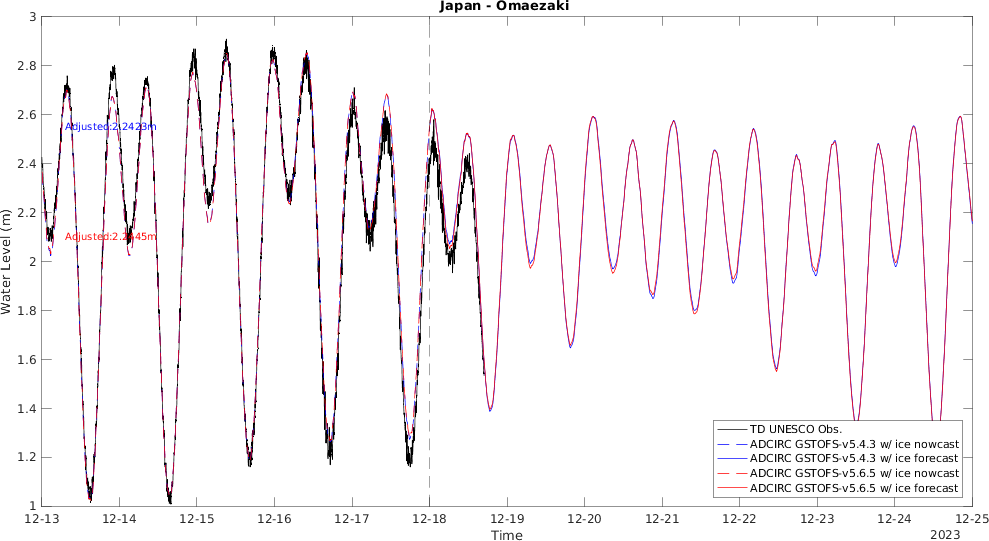 Japan - Omaezaki
3
2.8
2.6
2.4
2.2
2
1.8
1.6
1.4
1.2
1
Water Level (m)
Adjusted:2.2423m
Adjusted:2.2445m
TD UNESCO Obs.
ADCIRC GSTOFS-v5.4.3 w/ ice nowcast
ADCIRC GSTOFS-v5.4.3 w/ ice forecast
ADCIRC GSTOFS-v5.6.5 w/ ice nowcast
ADCIRC GSTOFS-v5.6.5 w/ ice forecast
12-13 12-14 12-15 12-16 12-17 12-18 12-19 12-20 12-21 12-22 12-23 12-24 12-25
Time
2023